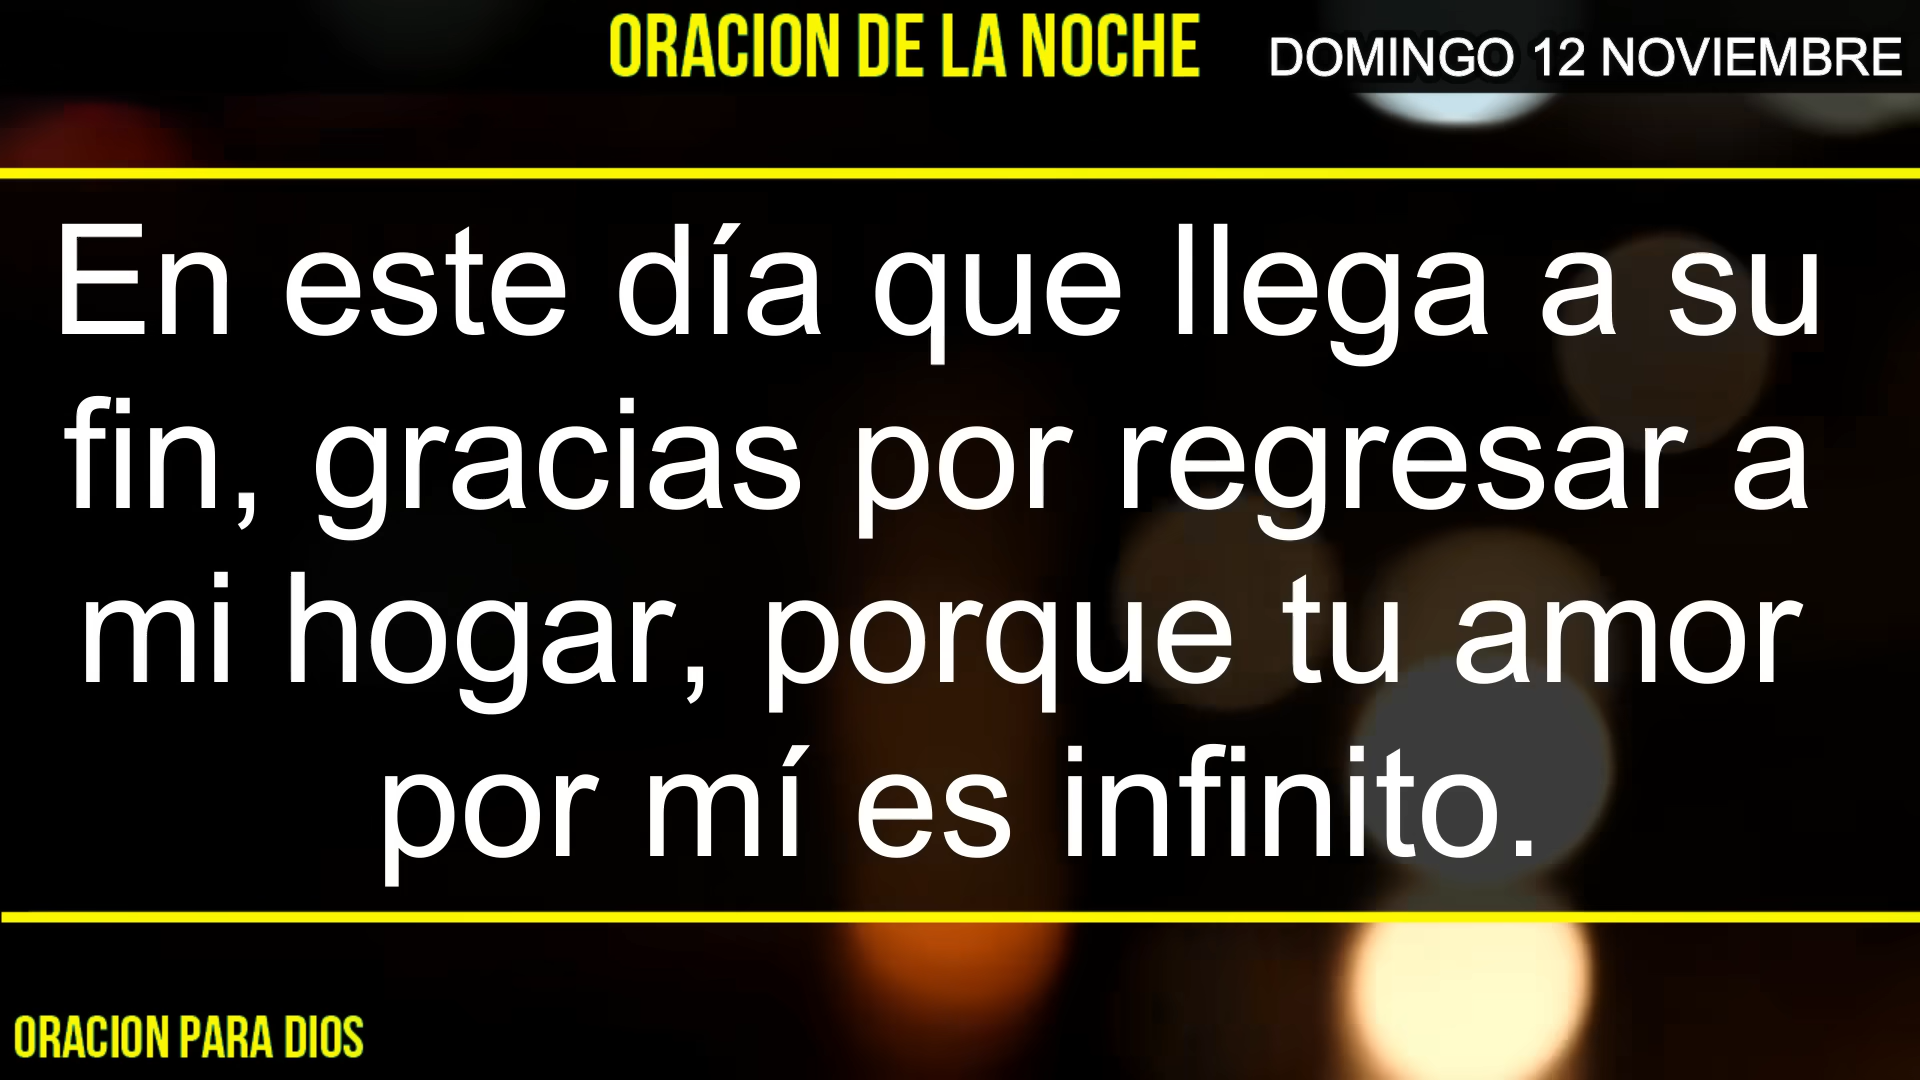 ORACION DE LA NOCHE
DOMINGO 12 NOVIEMBRE
En este día que llega a su
fin, gracias por regresar a
mi hogar, porque tu amor
por mí es infinito.
ORACION PARA DIOS